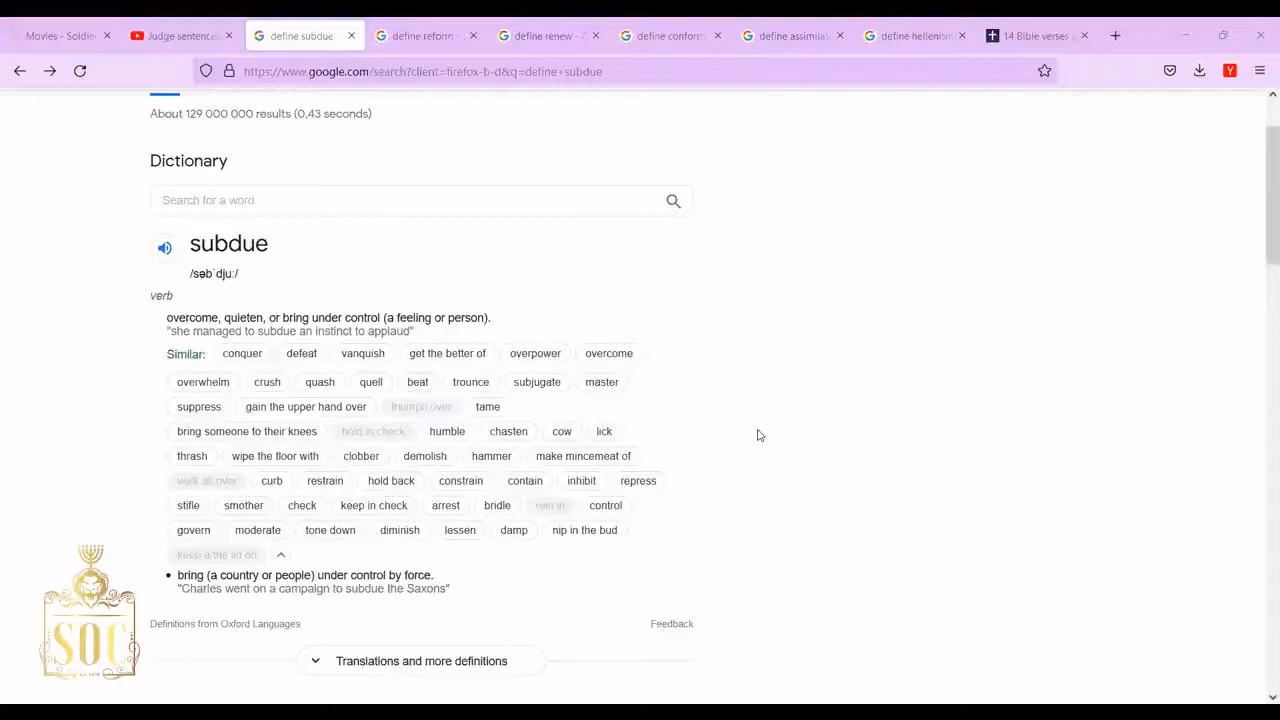 Movies - Soldie
Judge sentence
define subdue
define reform -
define renew - G
define conform
define assimila
define hellenism
14 Bible verses a
https://www.google.com/search?client=firefox-b-d&q=define+subdue
About 129 000 000 results (0,43 seconds)
Dictionary
Search for a word
subdue
/səbˈdjuː/
verb
overcome, quieten, or bring under control (a feeling or person).
"she managed to subdue an instinct to applaud"
Similar: conquer defeat vanquish get the better of overpower overcome
overwhelm crush quash quell beat trounce subjugate master
suppress gain the upper hand over triumph over tame
bring someone to their knees hold in check humble chasten cow lick
thrash wipe the floor with clobber demolish hammer make mincemeat of
walk all over curb restrain hold back constrain contain inhibit repress
stifle smother check keep in check arrest bridle rein in control
govern moderate tone down diminish lessen damp nip in the bud
keep a/the lid on
• bring (a country or people) under control by force.
"Charles went on a campaign to subdue the Saxons"
Definitions from Oxford Languages
Feedback
Translations and more definitions
SOC